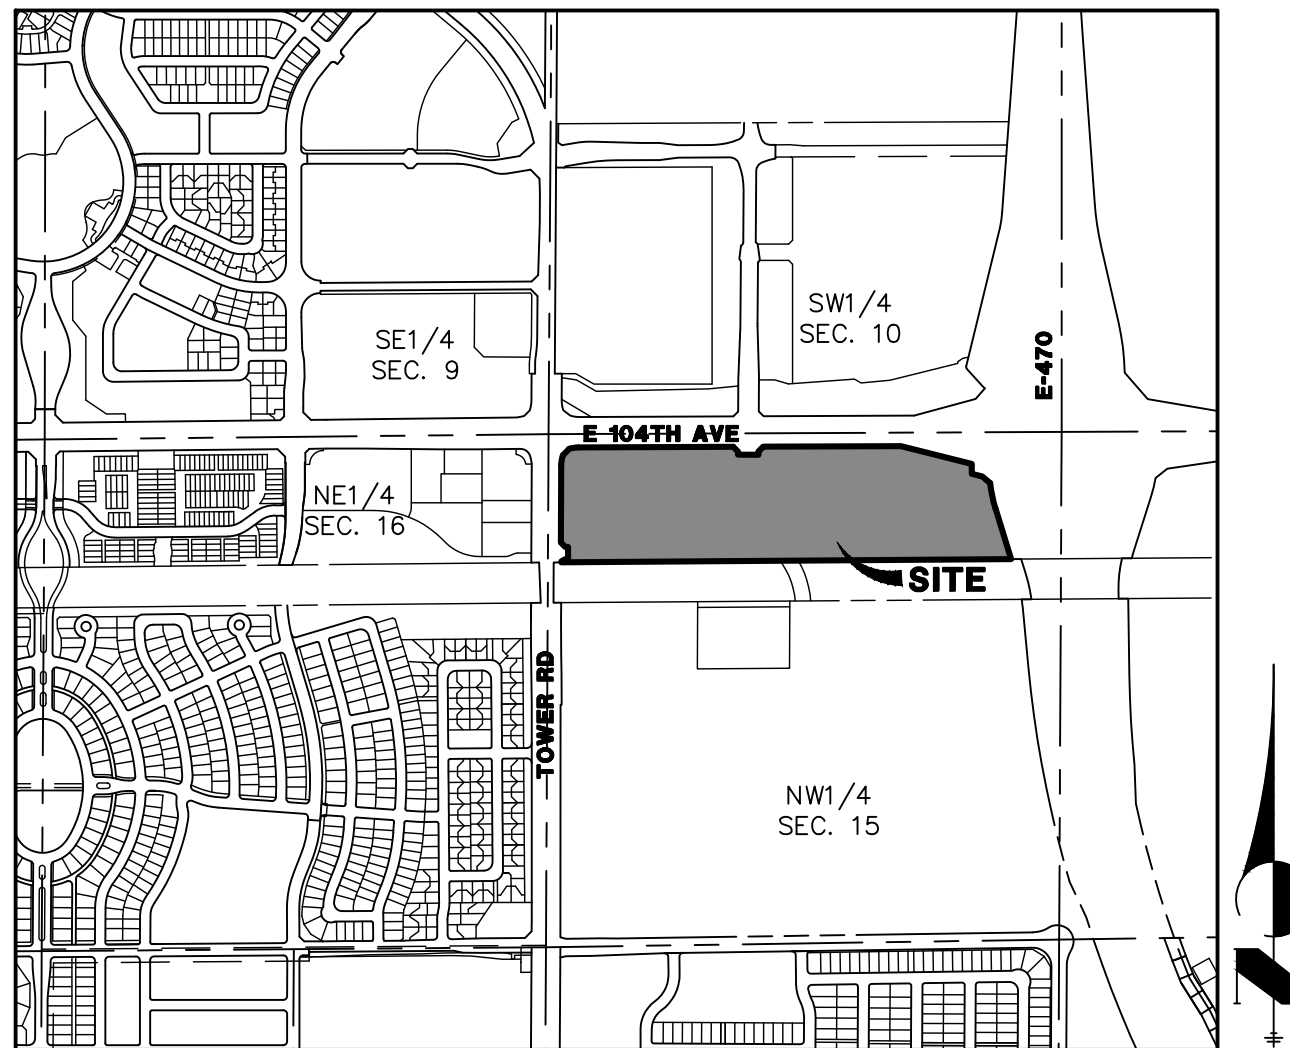 SW1/4
SEC. 10
SE1/4
SEC. 9
E-470
E 104TH AVE
NE1/4
SEC. 16
SITE
TOWER RD
NW1/4
SEC. 15